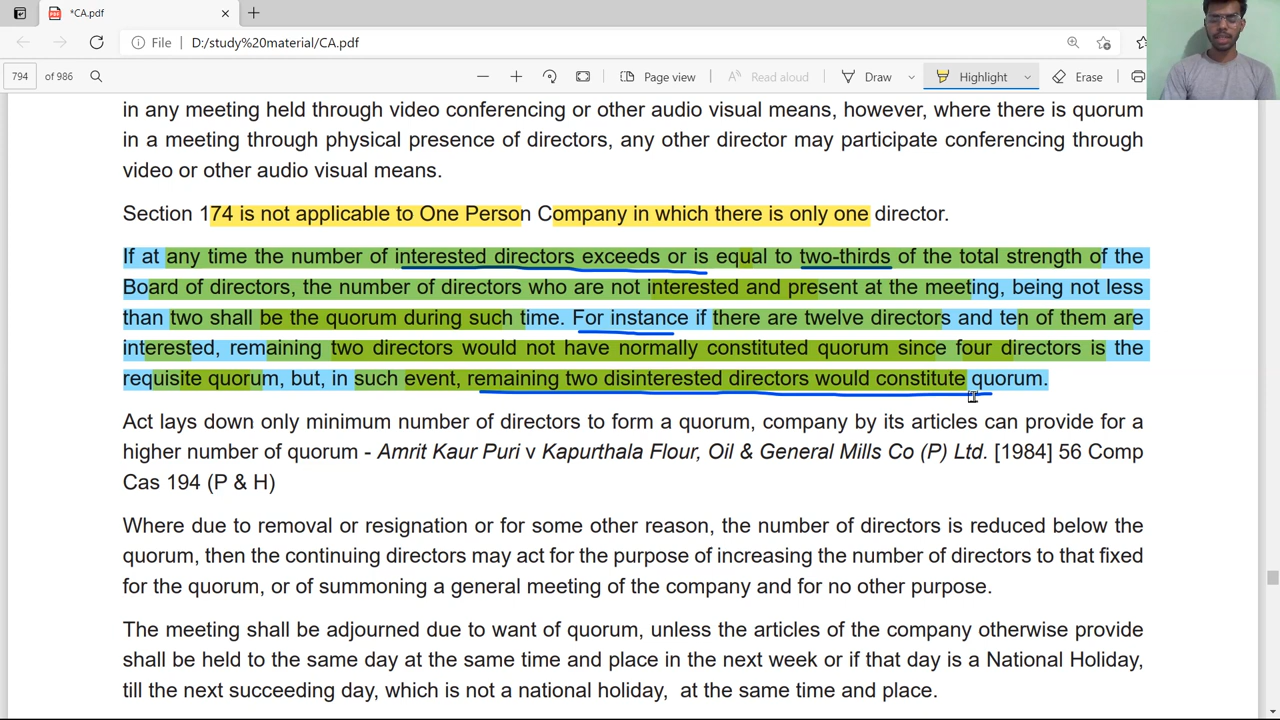 *CA.pdf
File D:/study%20material/CA.pdf
794 of 986 Page view Read aloud Draw Highlight Erase
in any meeting held through video conferencing or other audio visual means, however, where there is quorum
in a meeting through physical presence of directors, any other director may participate conferencing through
video or other audio visual means.
Section 174 is not applicable to One Person Company in which there is only one director.
If at any time the number of interested directors exceeds or is equal to two-thirds of the total strength of the
Board of directors, the number of directors who are not interested and present at the meeting, being not less
than two shall be the quorum during such time. For instance if there are twelve directors and ten of them are
interested, remaining two directors would not have normally constituted quorum since four directors is the
requisite quorum, but, in such event, remaining two disinterested directors would constitute quorum.
Act lays down only minimum number of directors to form a quorum, company by its articles can provide for a
higher number of quorum - Amrit Kaur Puri v Kapurthala Flour, Oil & General Mills Co (P) Ltd. [1984] 56 Comp
Cas 194 (P & H)
Where due to removal or resignation or for some other reason, the number of directors is reduced below the
quorum, then the continuing directors may act for the purpose of increasing the number of directors to that fixed
for the quorum, or of summoning a general meeting of the company and for no other purpose.
The meeting shall be adjourned due to want of quorum, unless the articles of the company otherwise provide
shall be held to the same day at the same time and place in the next week or if that day is a National Holiday,
till the next succeeding day, which is not a national holiday, at the same time and place.